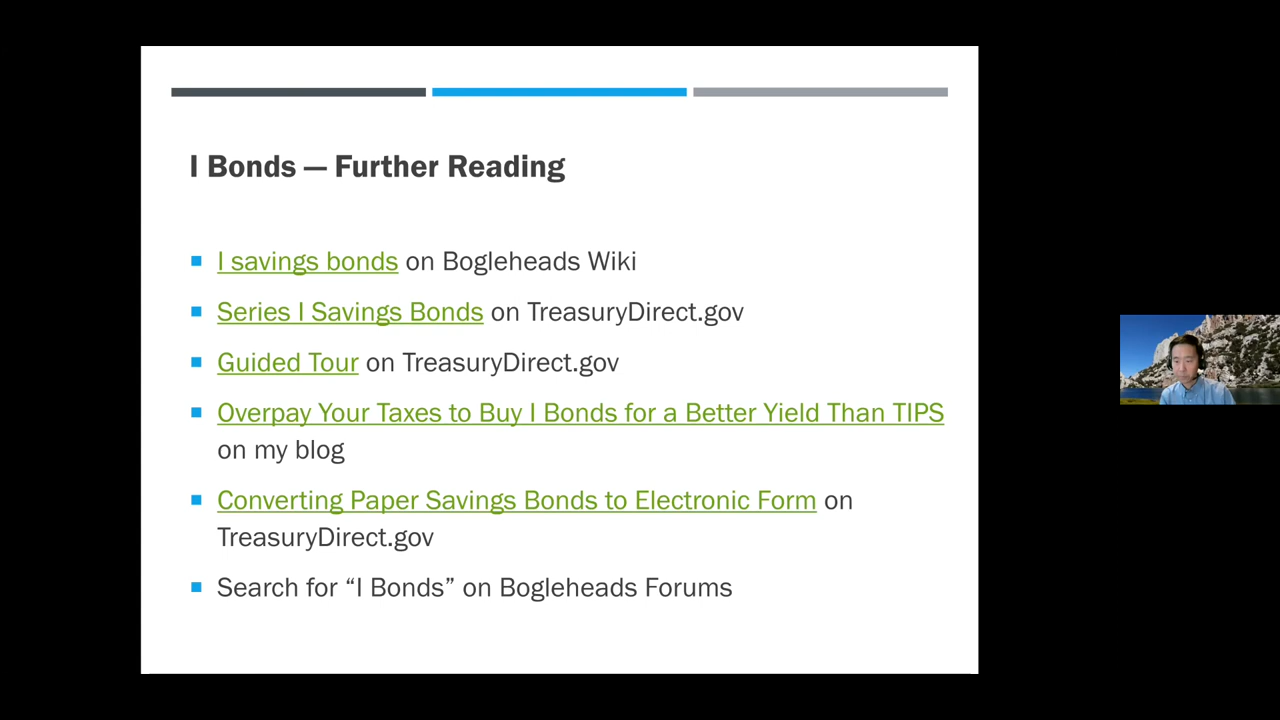 I Bonds — Further Reading
I savings bonds on Bogleheads Wiki
Series I Savings Bonds on TreasuryDirect.gov
Guided Tour on TreasuryDirect.gov
Overpay Your Taxes to Buy I Bonds for a Better Yield Than TIPS
on my blog
Converting Paper Savings Bonds to Electronic Form on
TreasuryDirect.gov
Search for “I Bonds” on Bogleheads Forums